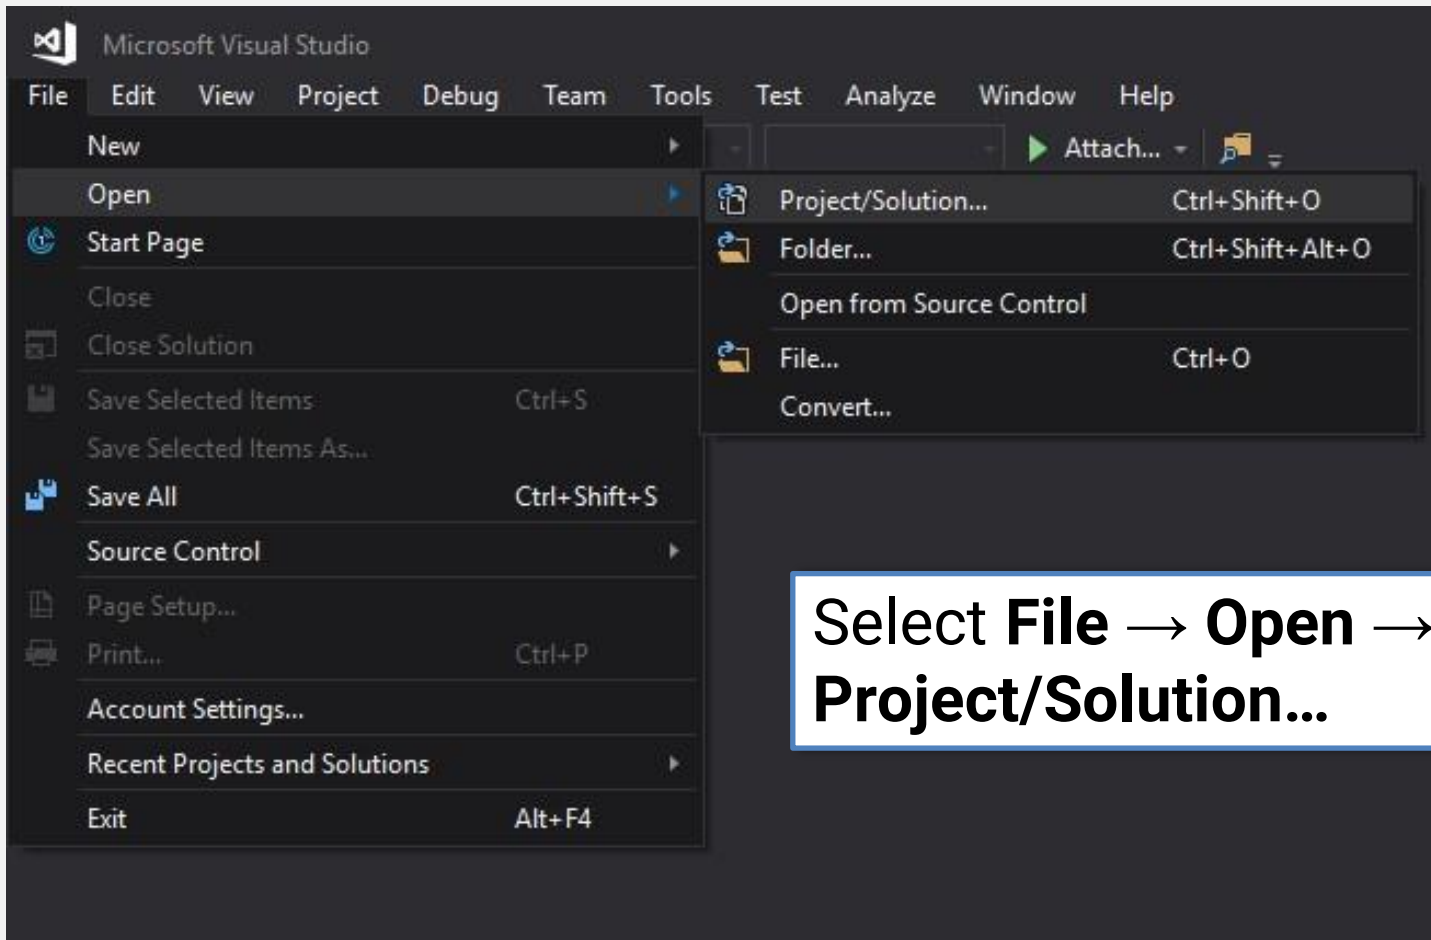 Microsoft Visual Studio
File Edit View Project Debug Team Tools Test Analyze Window Help
New
Attach...
Open
Project/Solution... Ctrl+Shift+O
Start Page
Folder... Ctrl+Shift+Alt+O
Close
Open from Source Control
Close Solution
File... Ctrl+O
Save Selected Items Ctrl+S
Convert...
Save Selected Items As...
Save All Ctrl+Shift+S
Source Control
Page Setup...
Select File → Open →
Print... Ctrl+P
Project/Solution...
Account Settings...
Recent Projects and Solutions
Exit Alt+F4